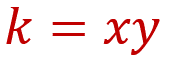 k = xy